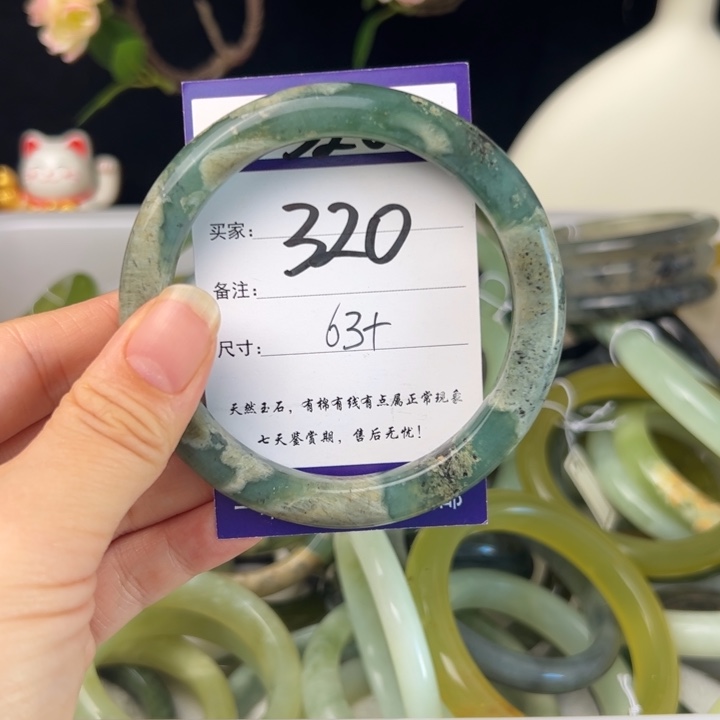 买家: 320
备注:
尺寸: 63+
天然玉石，有棉有线有点属正常现象
七天鉴赏期，售后无忧！